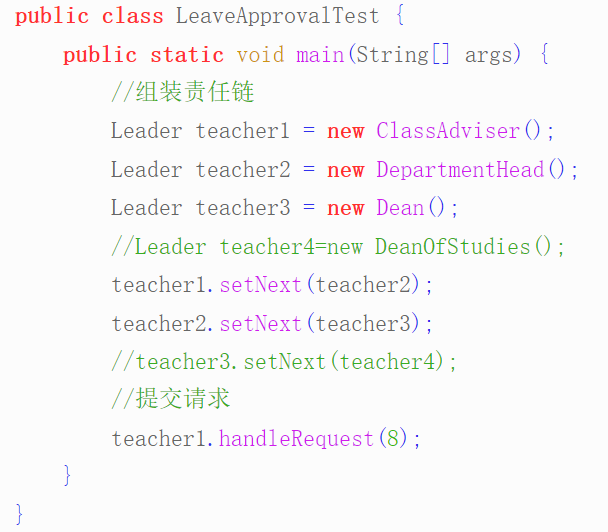 public class LeaveApprovalTest {
public static void main(String[] args) {
//组装责任链
Leader teacher1 = new ClassAdviser();
Leader teacher2 = new DepartmentHead();
Leader teacher3 = new Dean();
//Leader teacher4=new DeanOfStudies();
teacher1.setNext(teacher2);
teacher2.setNext(teacher3);
//teacher3.setNext(teacher4);
//提交请求
teacher1.handleRequest(8);
}
}